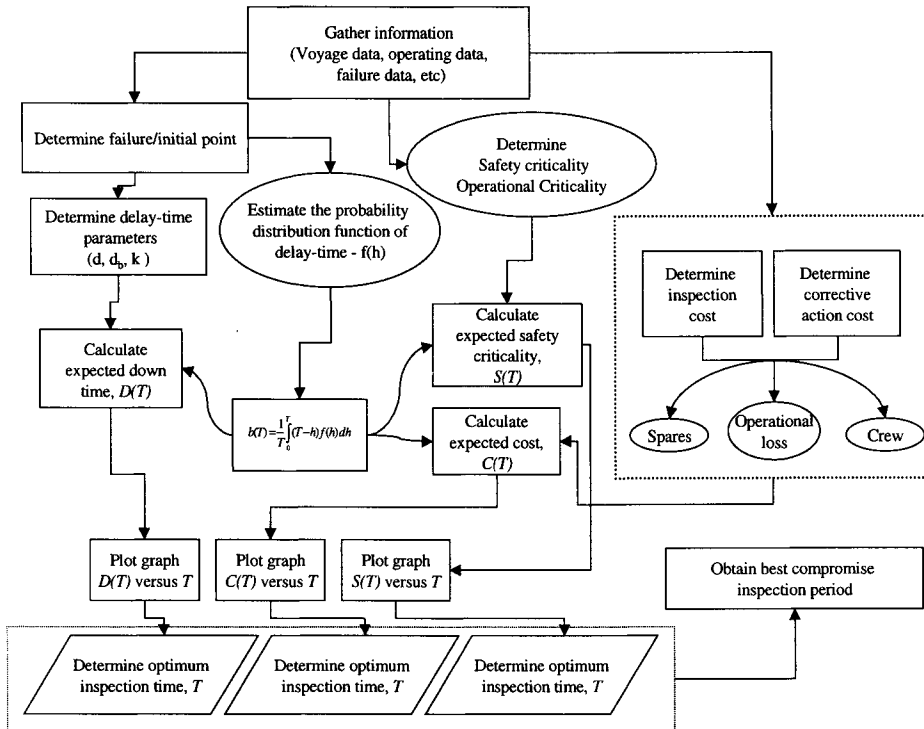 Gather information
(Voyage data, operating data,
failure data, etc)
Determine failure/initial point
Determine
Safety criticality
Operational Criticality
Determine delay-time
parameters
(d, d_b, k )
Estimate the probability
distribution function of
delay-time - f(h)
Determine
inspection
cost
Determine
corrective
action cost
Calculate
expected down
time, D(T)
Calculate
expected safety
criticality,
S(T)
b(T)=\frac{1}{T}\int_0^T(T-h)f(h)dh
Calculate
expected cost,
C(T)
Spares
Operational
loss
Crew
Plot graph
D(T) versus T
Plot graph
C(T) versus T
Plot graph
S(T) versus T
Obtain best compromise
inspection period
Determine optimum
inspection time, T
Determine optimum
inspection time, T
Determine optimum
inspection time, T